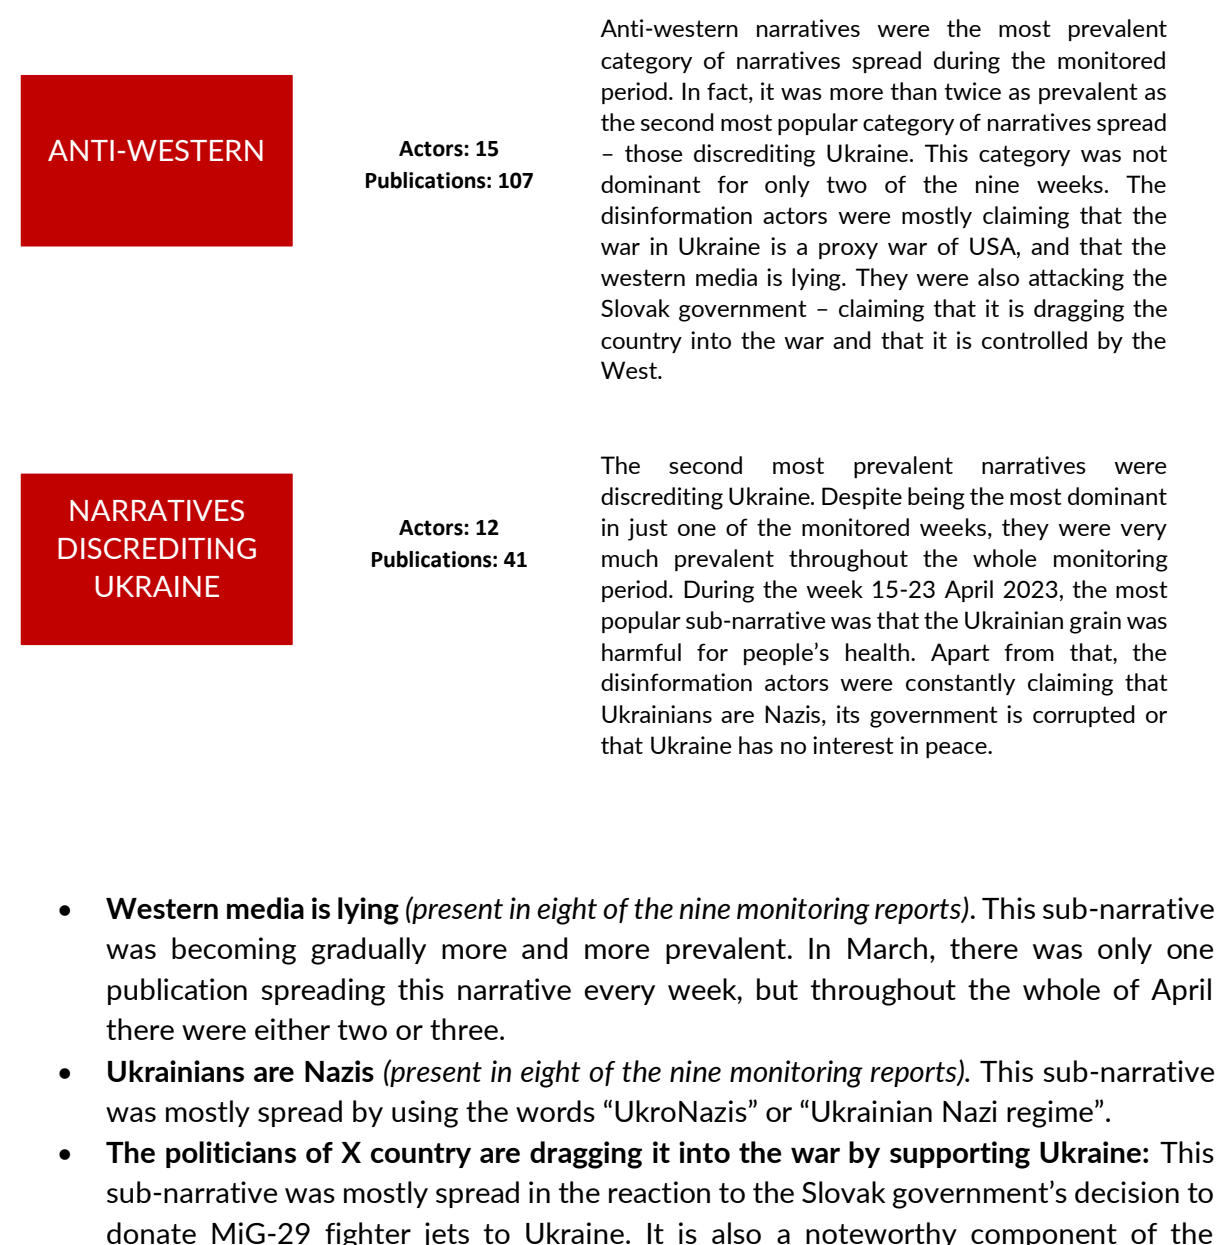 ANTI-WESTERN
Actors: 15
Publications: 107
Anti-western narratives were the most prevalent
category of narratives spread during the monitored
period. In fact, it was more than twice as prevalent as
the second most popular category of narratives spread
– those discrediting Ukraine. This category was not
dominant for only two of the nine weeks. The
disinformation actors were mostly claiming that the
war in Ukraine is a proxy war of USA, and that the
western media is lying. They were also attacking the
Slovak government – claiming that it is dragging the
country into the war and that it is controlled by the
West.
NARRATIVES
DISCREDITING
UKRAINE
Actors: 12
Publications: 41
The second most prevalent narratives were
discrediting Ukraine. Despite being the most dominant
in just one of the monitored weeks, they were very
much prevalent throughout the whole monitoring
period. During the week 15-23 April 2023, the most
popular sub-narrative was that the Ukrainian grain was
harmful for people’s health. Apart from that, the
disinformation actors were constantly claiming that
Ukrainians are Nazis, its government is corrupted or
that Ukraine has no interest in peace.
• Western media is lying (present in eight of the nine monitoring reports). This sub-narrative
was becoming gradually more and more prevalent. In March, there was only one
publication spreading this narrative every week, but throughout the whole of April
there were either two or three.
• Ukrainians are Nazis (present in eight of the nine monitoring reports). This sub-narrative
was mostly spread by using the words “UkroNazis” or “Ukrainian Nazi regime”.
• The politicians of X country are dragging it into the war by supporting Ukraine: This
sub-narrative was mostly spread in the reaction to the Slovak government’s decision to
donate MiG-29 fighter jets to Ukraine. It is also a noteworthy component of the